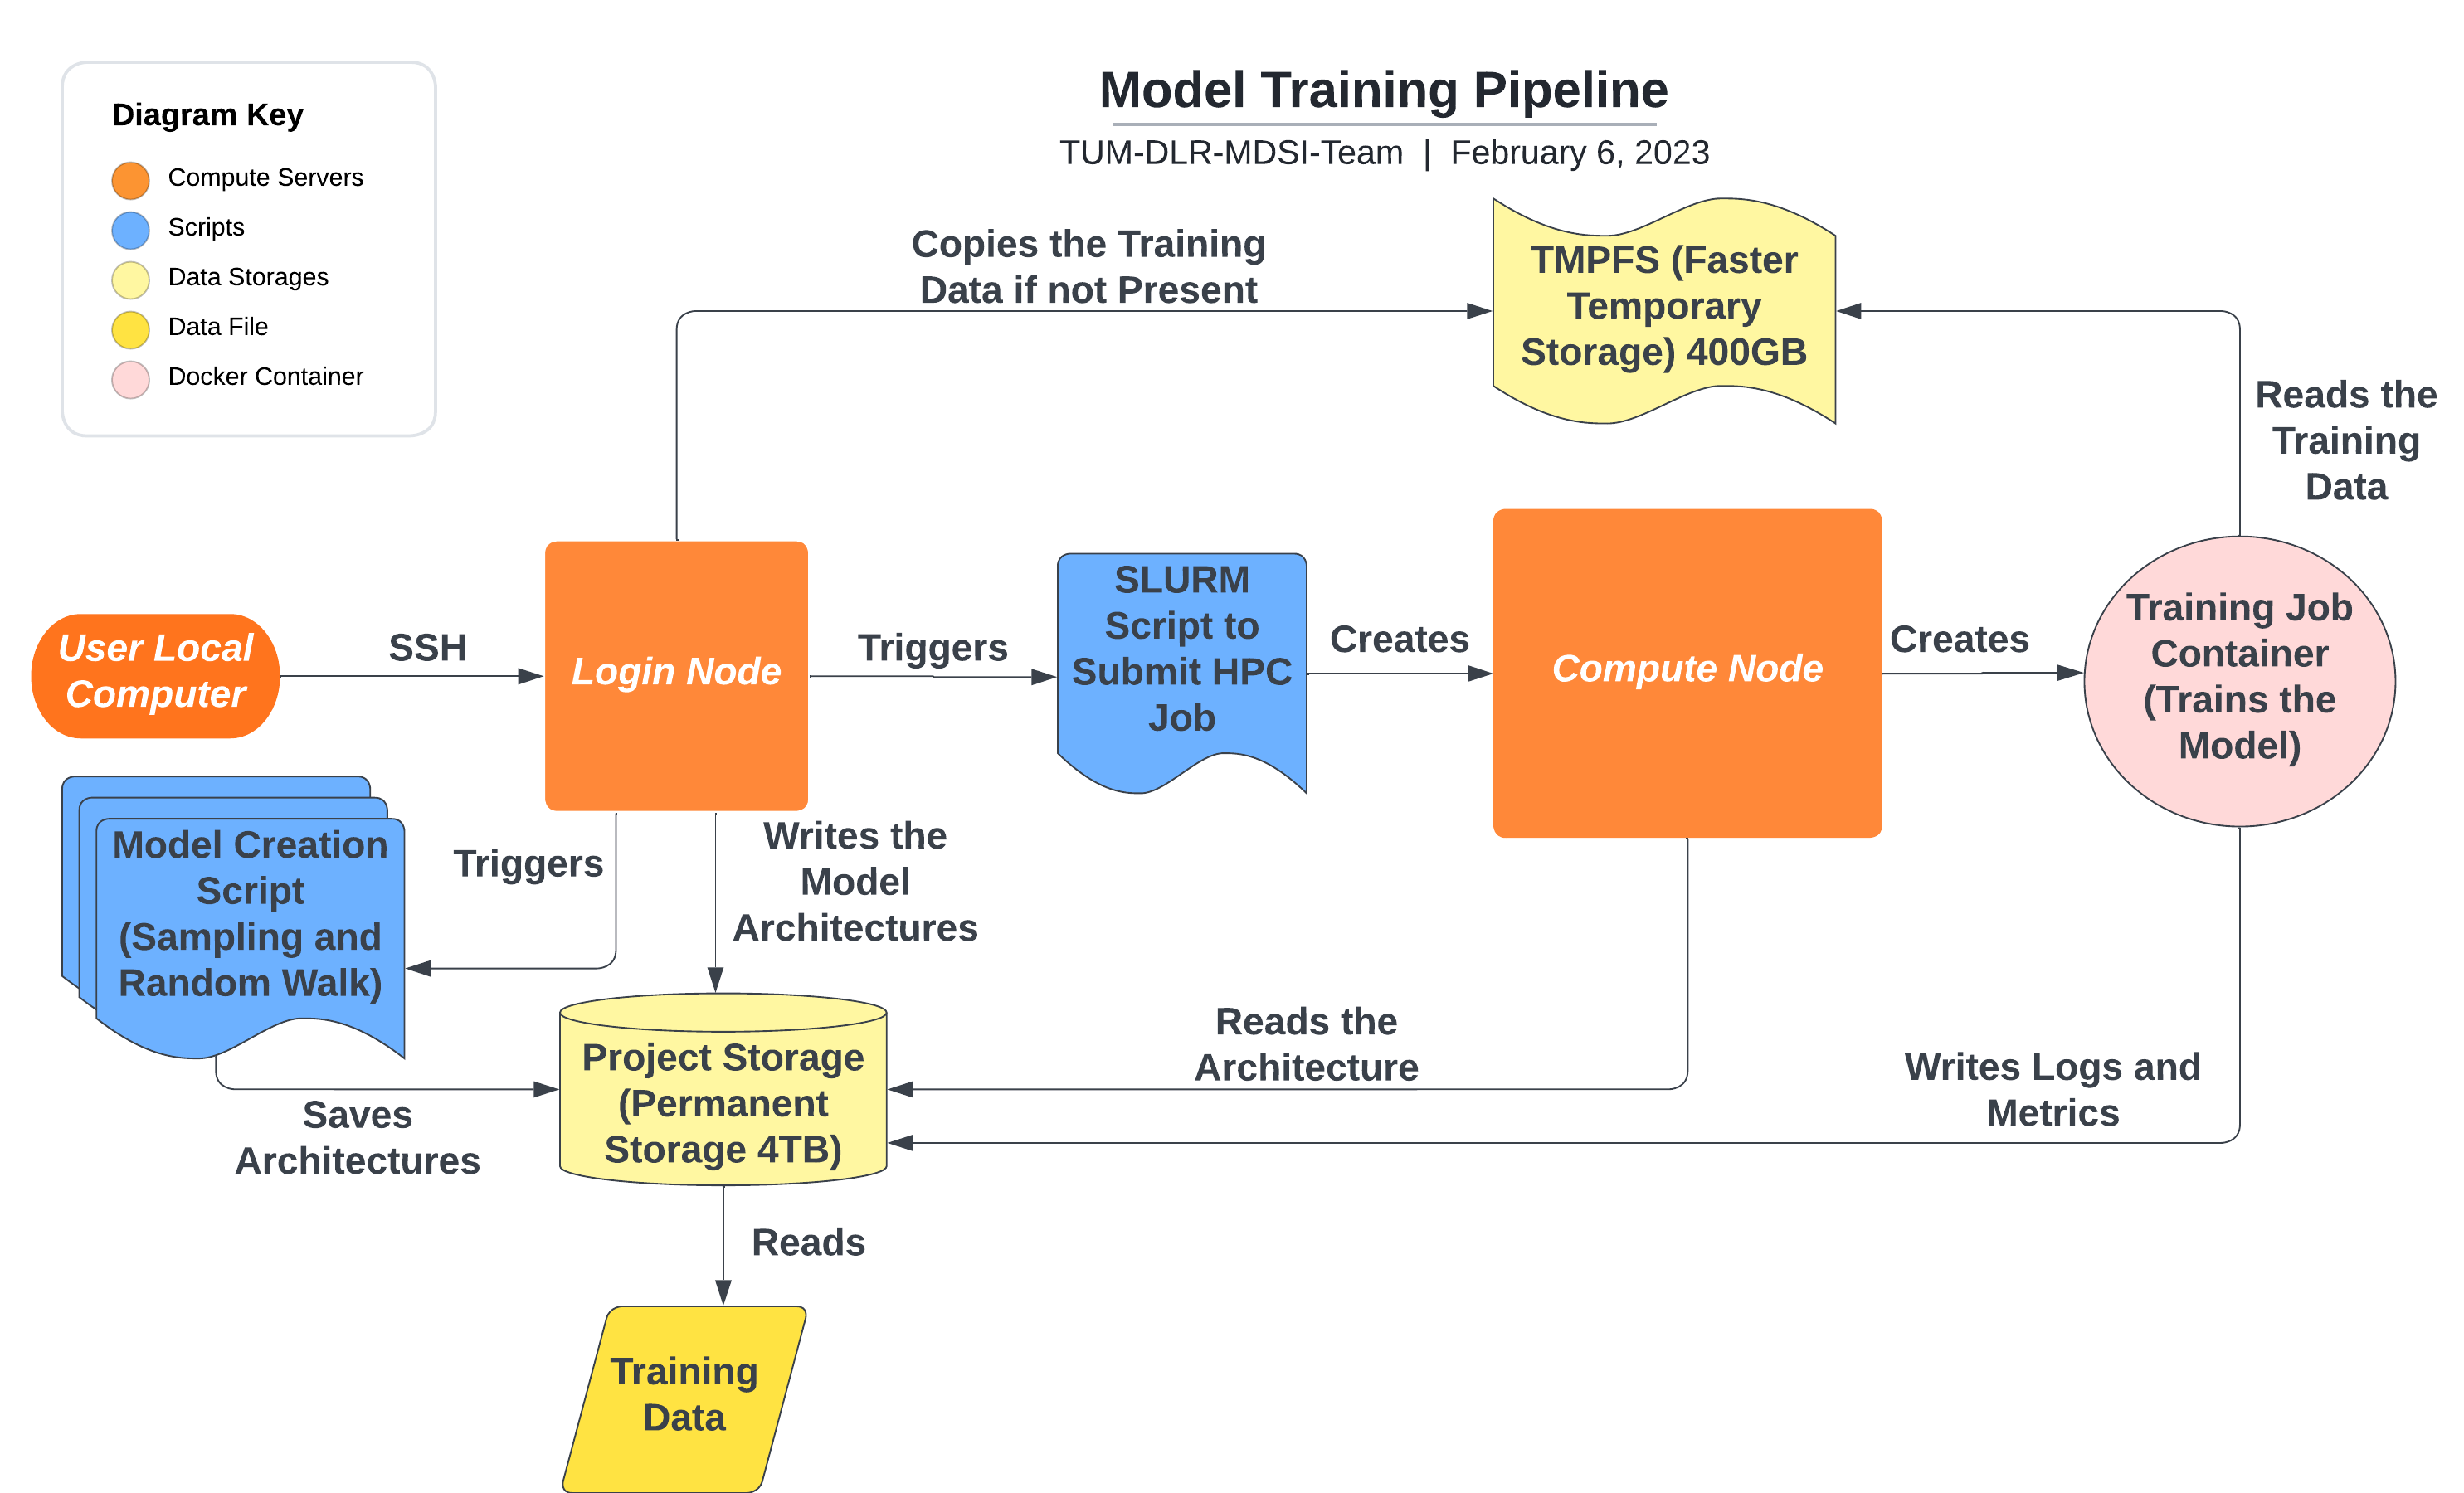 Model Training Pipeline
TUM-DLR-MDSI-Team | February 6, 2023
Diagram Key
Compute Servers
Scripts
Data Storages
Data File
Docker Container
Copies the Training
Data if not Present
TMPFS (Faster
Temporary
Storage) 400GB
Reads the
Training
Data
User Local
Computer
SSH
Login Node
Triggers
SLURM
Script to
Submit HPC
Job
Creates
Compute Node
Creates
Training Job
Container
(Trains the
Model)
Model Creation
Script
(Sampling and
Random Walk)
Triggers
Writes the
Model
Architectures
Saves
Architectures
Project Storage
(Permanent
Storage 4TB)
Reads the
Architecture
Writes Logs and
Metrics
Reads
Training
Data